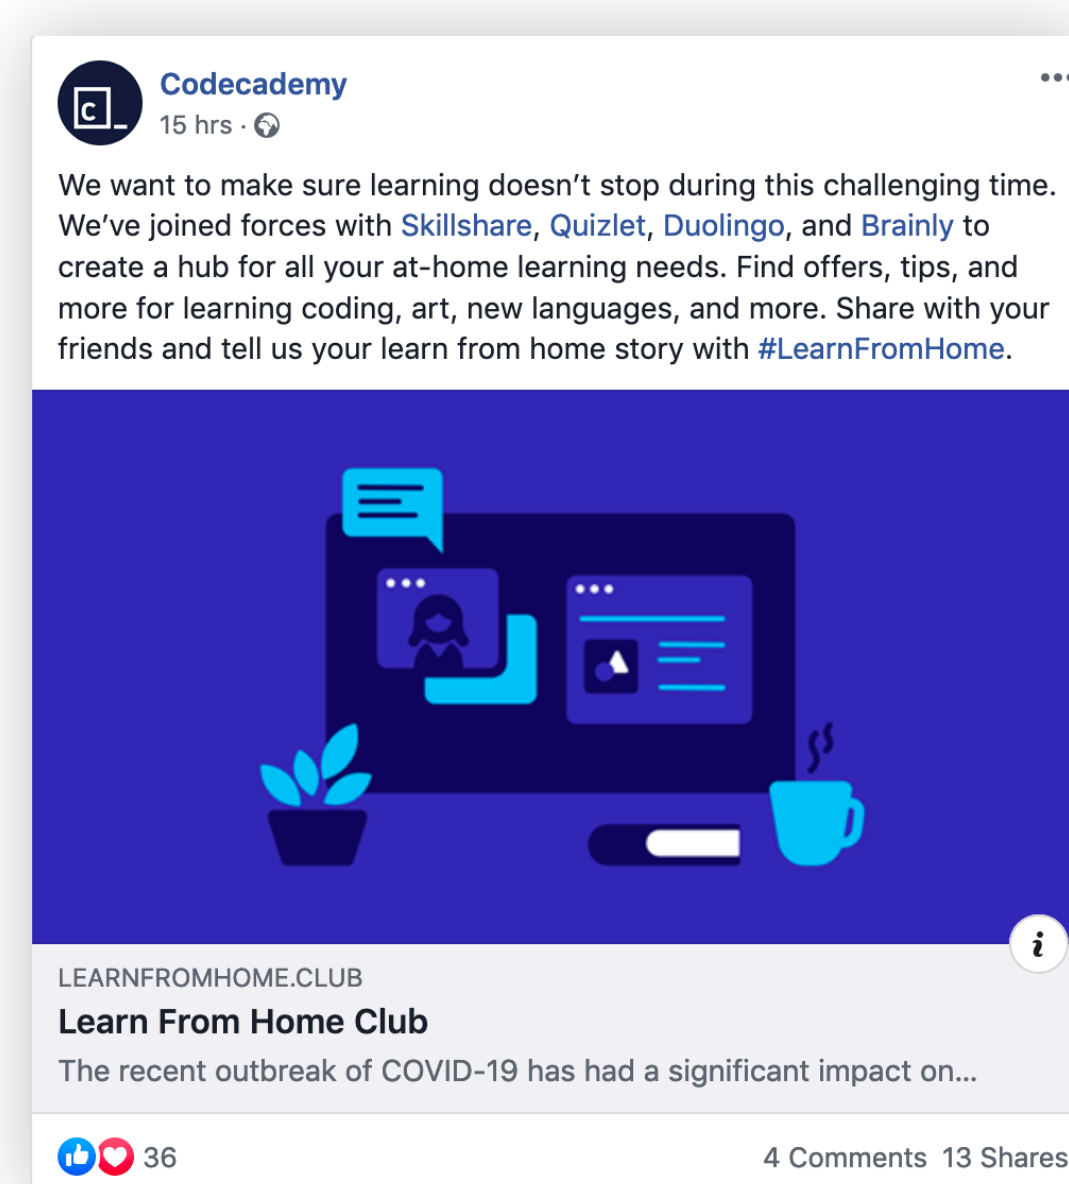 Codecademy
15 hrs ·
We want to make sure learning doesn’t stop during this challenging time.
We’ve joined forces with Skillshare, Quizlet, Duolingo, and Brainly to
create a hub for all your at-home learning needs. Find offers, tips, and
more for learning coding, art, new languages, and more. Share with your
friends and tell us your learn from home story with #LearnFromHome.
LEARNFROMHOME.CLUB
Learn From Home Club
The recent outbreak of COVID-19 has had a significant impact on...
36
4 Comments 13 Shares